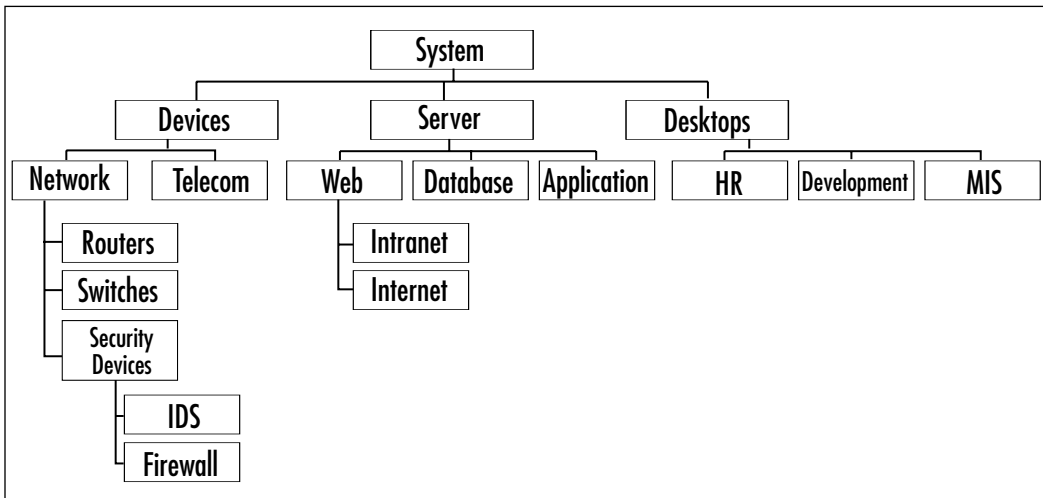 System
Devices
Server
Desktops
Network
Telecom
Web
Database
Application
HR
Development
MIS
Routers
Intranet
Switches
Internet
Security
Devices
IDS
Firewall